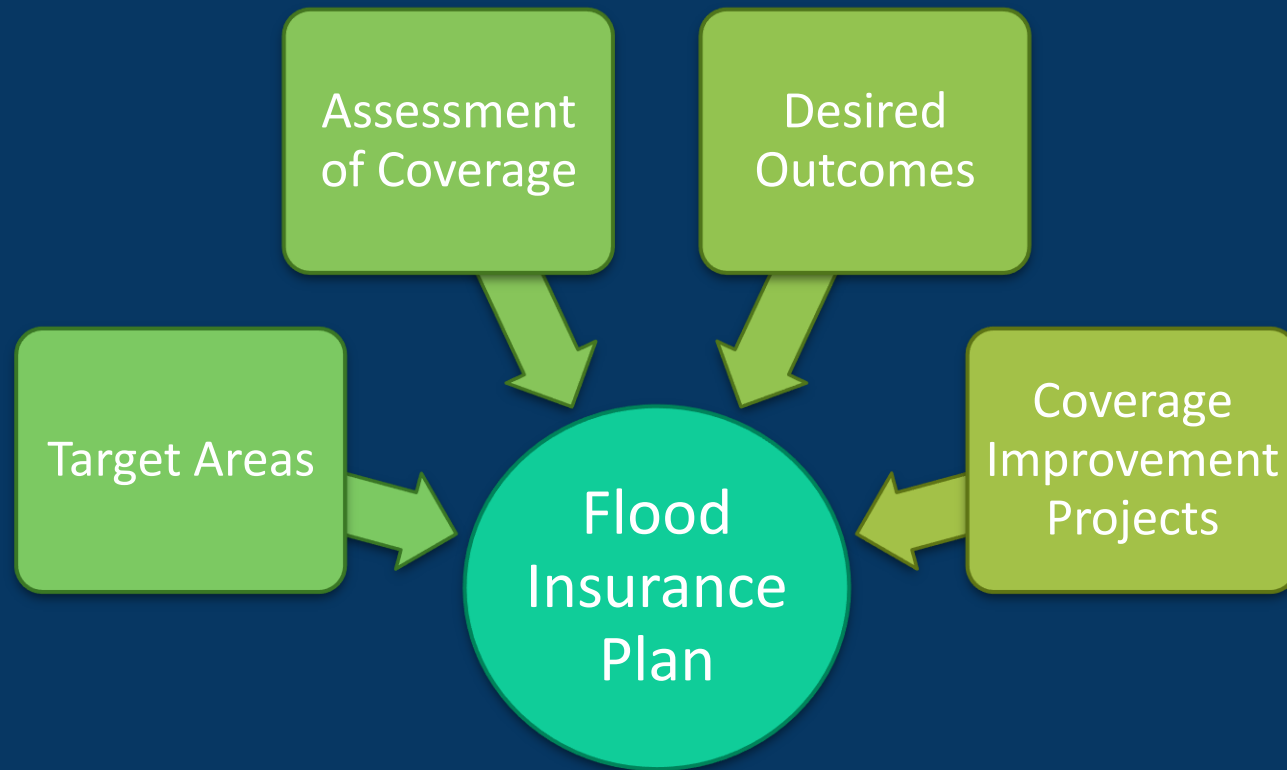 Assessment
of Coverage
Desired
Outcomes
Target Areas
Coverage
Improvement
Projects
Flood
Insurance
Plan